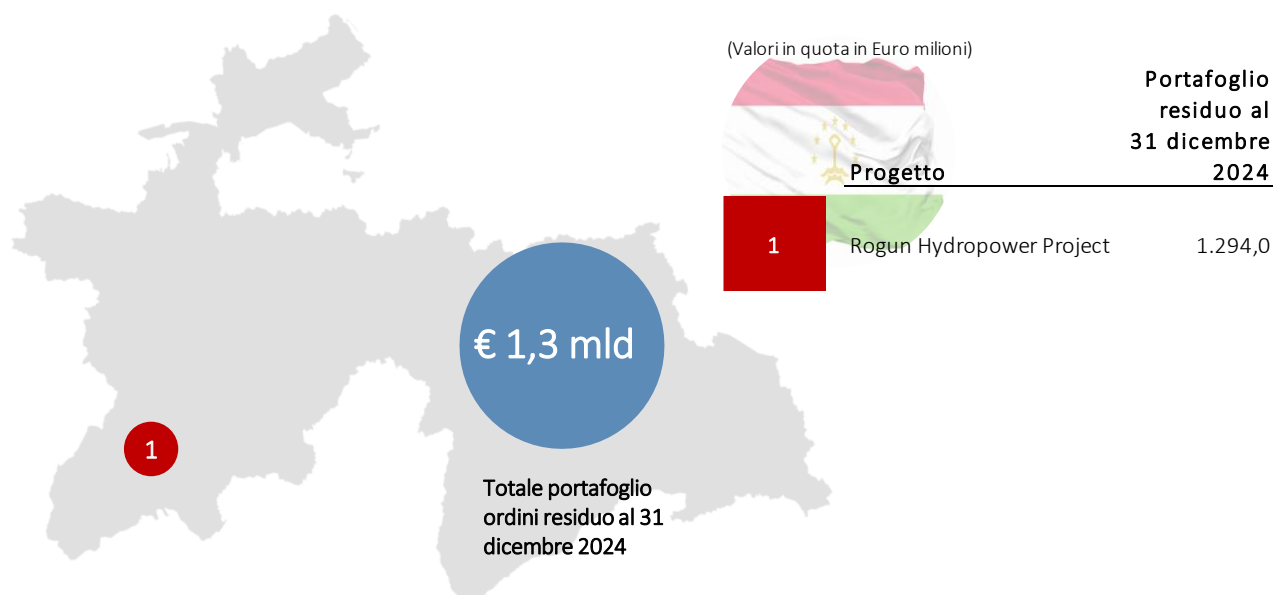 (Valori in quota in Euro milioni)
Portafoglio
residuo al
31 dicembre
Progetto 2024
1 Rogun Hydropower Project 1.294,0
€ 1,3 mld
1
Totale portafoglio
ordini residuo al 31
dicembre 2024